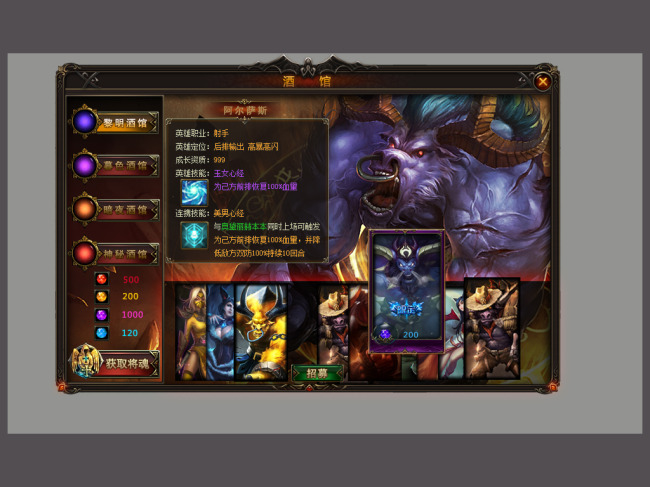 酒 馆
黎明酒馆
暮色酒馆
暗夜酒馆
神秘酒馆
500
200
1000
120
获取将魂
阿尔萨斯
英雄职业：射手
英雄定位：后排输出 高暴高闪
成长资质：999
英雄技能：玉女心经
为己方前排恢复100%血量
连携技能：美男心经
同时上场可触发
为己方前排恢复100%血量，并降
低敌方双防100%持续10回合
200
招募